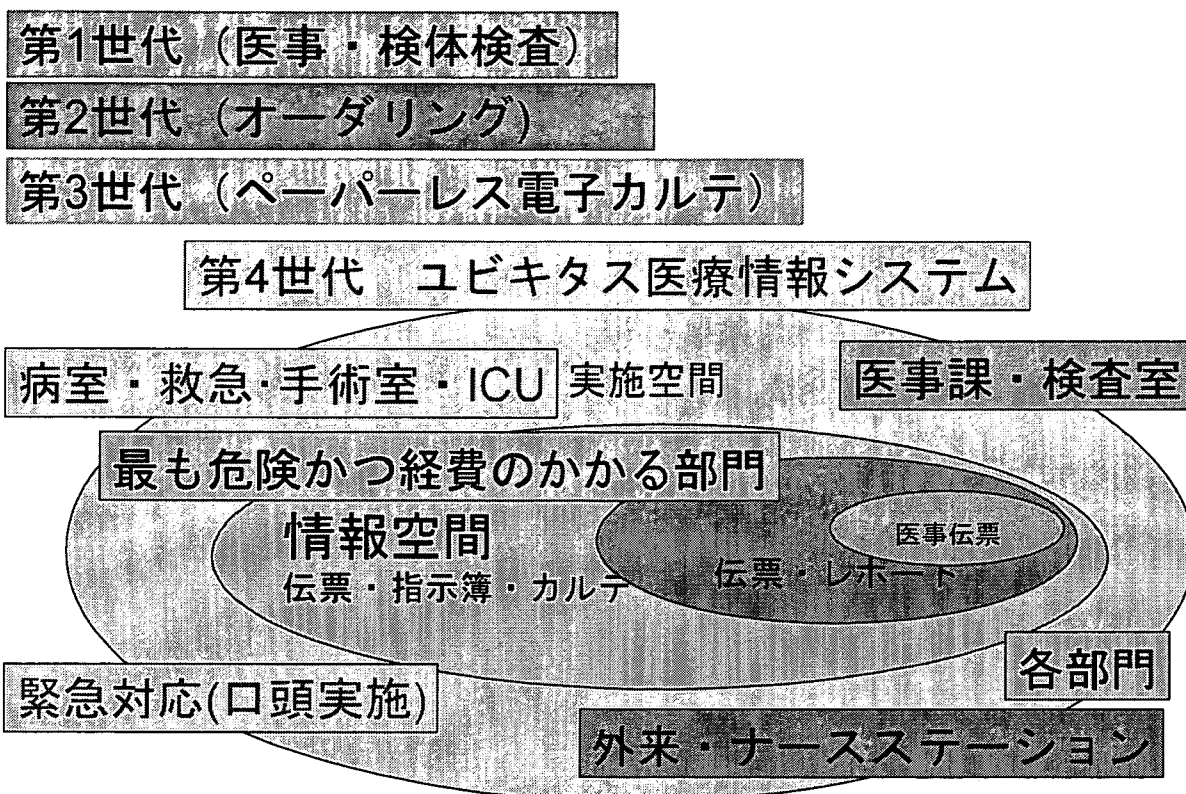 第1世代（医事・検体検査）
第2世代（オーダリング)
第3世代（ペーパーレス電子カルテ）
第4世代　ユビキタス医療情報システム
病室・救急・手術室・ICU
実施空間
医事課・検査室
最も危険かつ経費のかかる部門
情報空間
医事伝票
伝票・指示簿・カルテ
伝票・レポート
各部門
緊急対応(口頭実施)
外来・ナースステーション